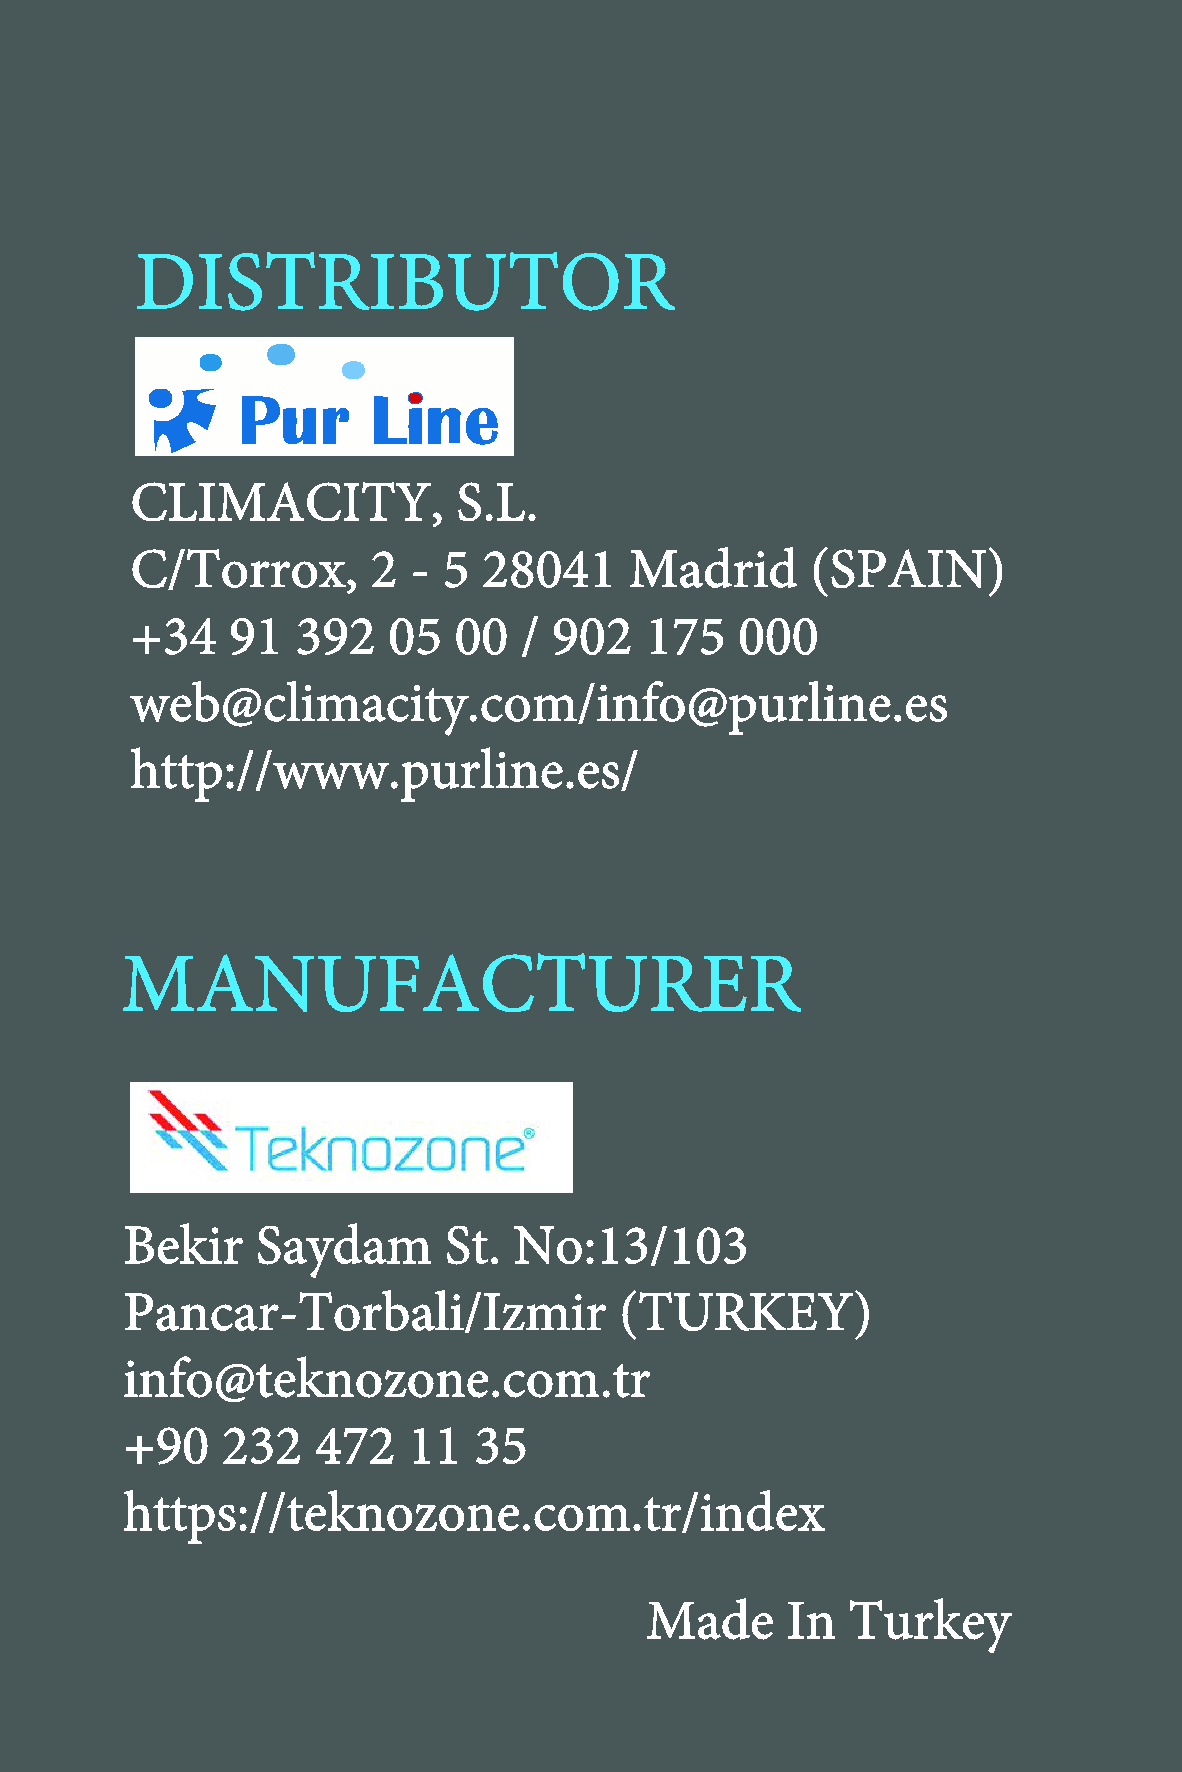 DISTRIBUTOR
Pur Line
CLIMACITY, S.L.
C/Torrox, 2 - 5 28041 Madrid (SPAIN)
+34 91 392 05 00 / 902 175 000
web@climacity.com/info@purline.es
http://www.purline.es/
MANUFACTURER
Teknozone®
Bekir Saydam St. No:13/103
Pancar-Torbali/Izmir (TURKEY)
info@teknozone.com.tr
+90 232 472 11 35
https://teknozone.com.tr/index
Made In Turkey